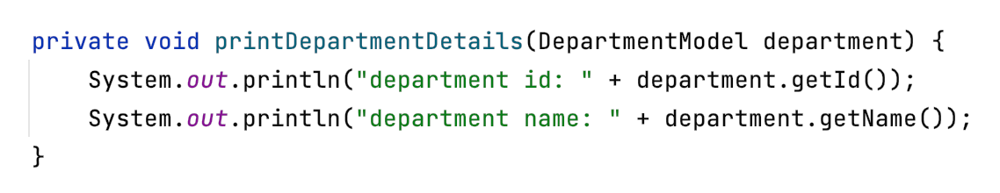 private void printDepartmentDetails(DepartmentModel department) {
    System.out.println("department id: " + department.getId());
    System.out.println("department name: " + department.getName());
}